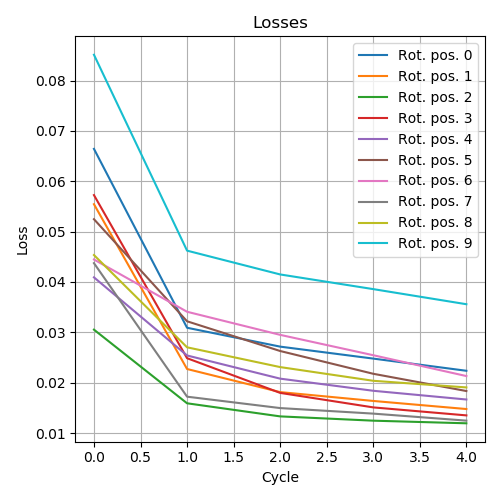 Losses
Rot. pos. 0
Rot. pos. 1
Rot. pos. 2
Rot. pos. 3
Rot. pos. 4
Rot. pos. 5
Rot. pos. 6
Rot. pos. 7
Rot. pos. 8
Rot. pos. 9
Loss
0.08
0.07
0.06
0.05
0.04
0.03
0.02
0.01
0.0 0.5 1.0 1.5 2.0 2.5 3.0 3.5 4.0
Cycle